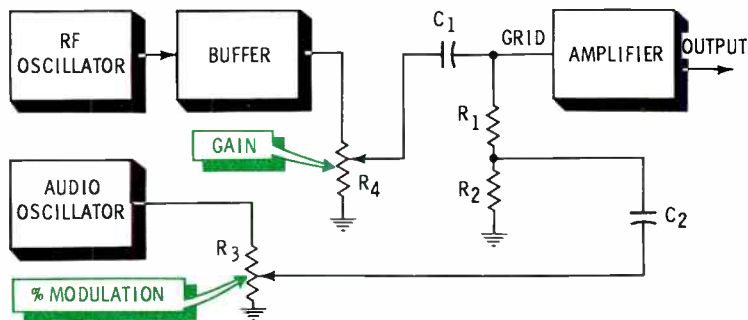 RF
OSCILLATOR
BUFFER
C1
GRID
AMPLIFIER
OUTPUT
R1
GAIN
R4
R2
C2
AUDIO
OSCILLATOR
R3
% MODULATION